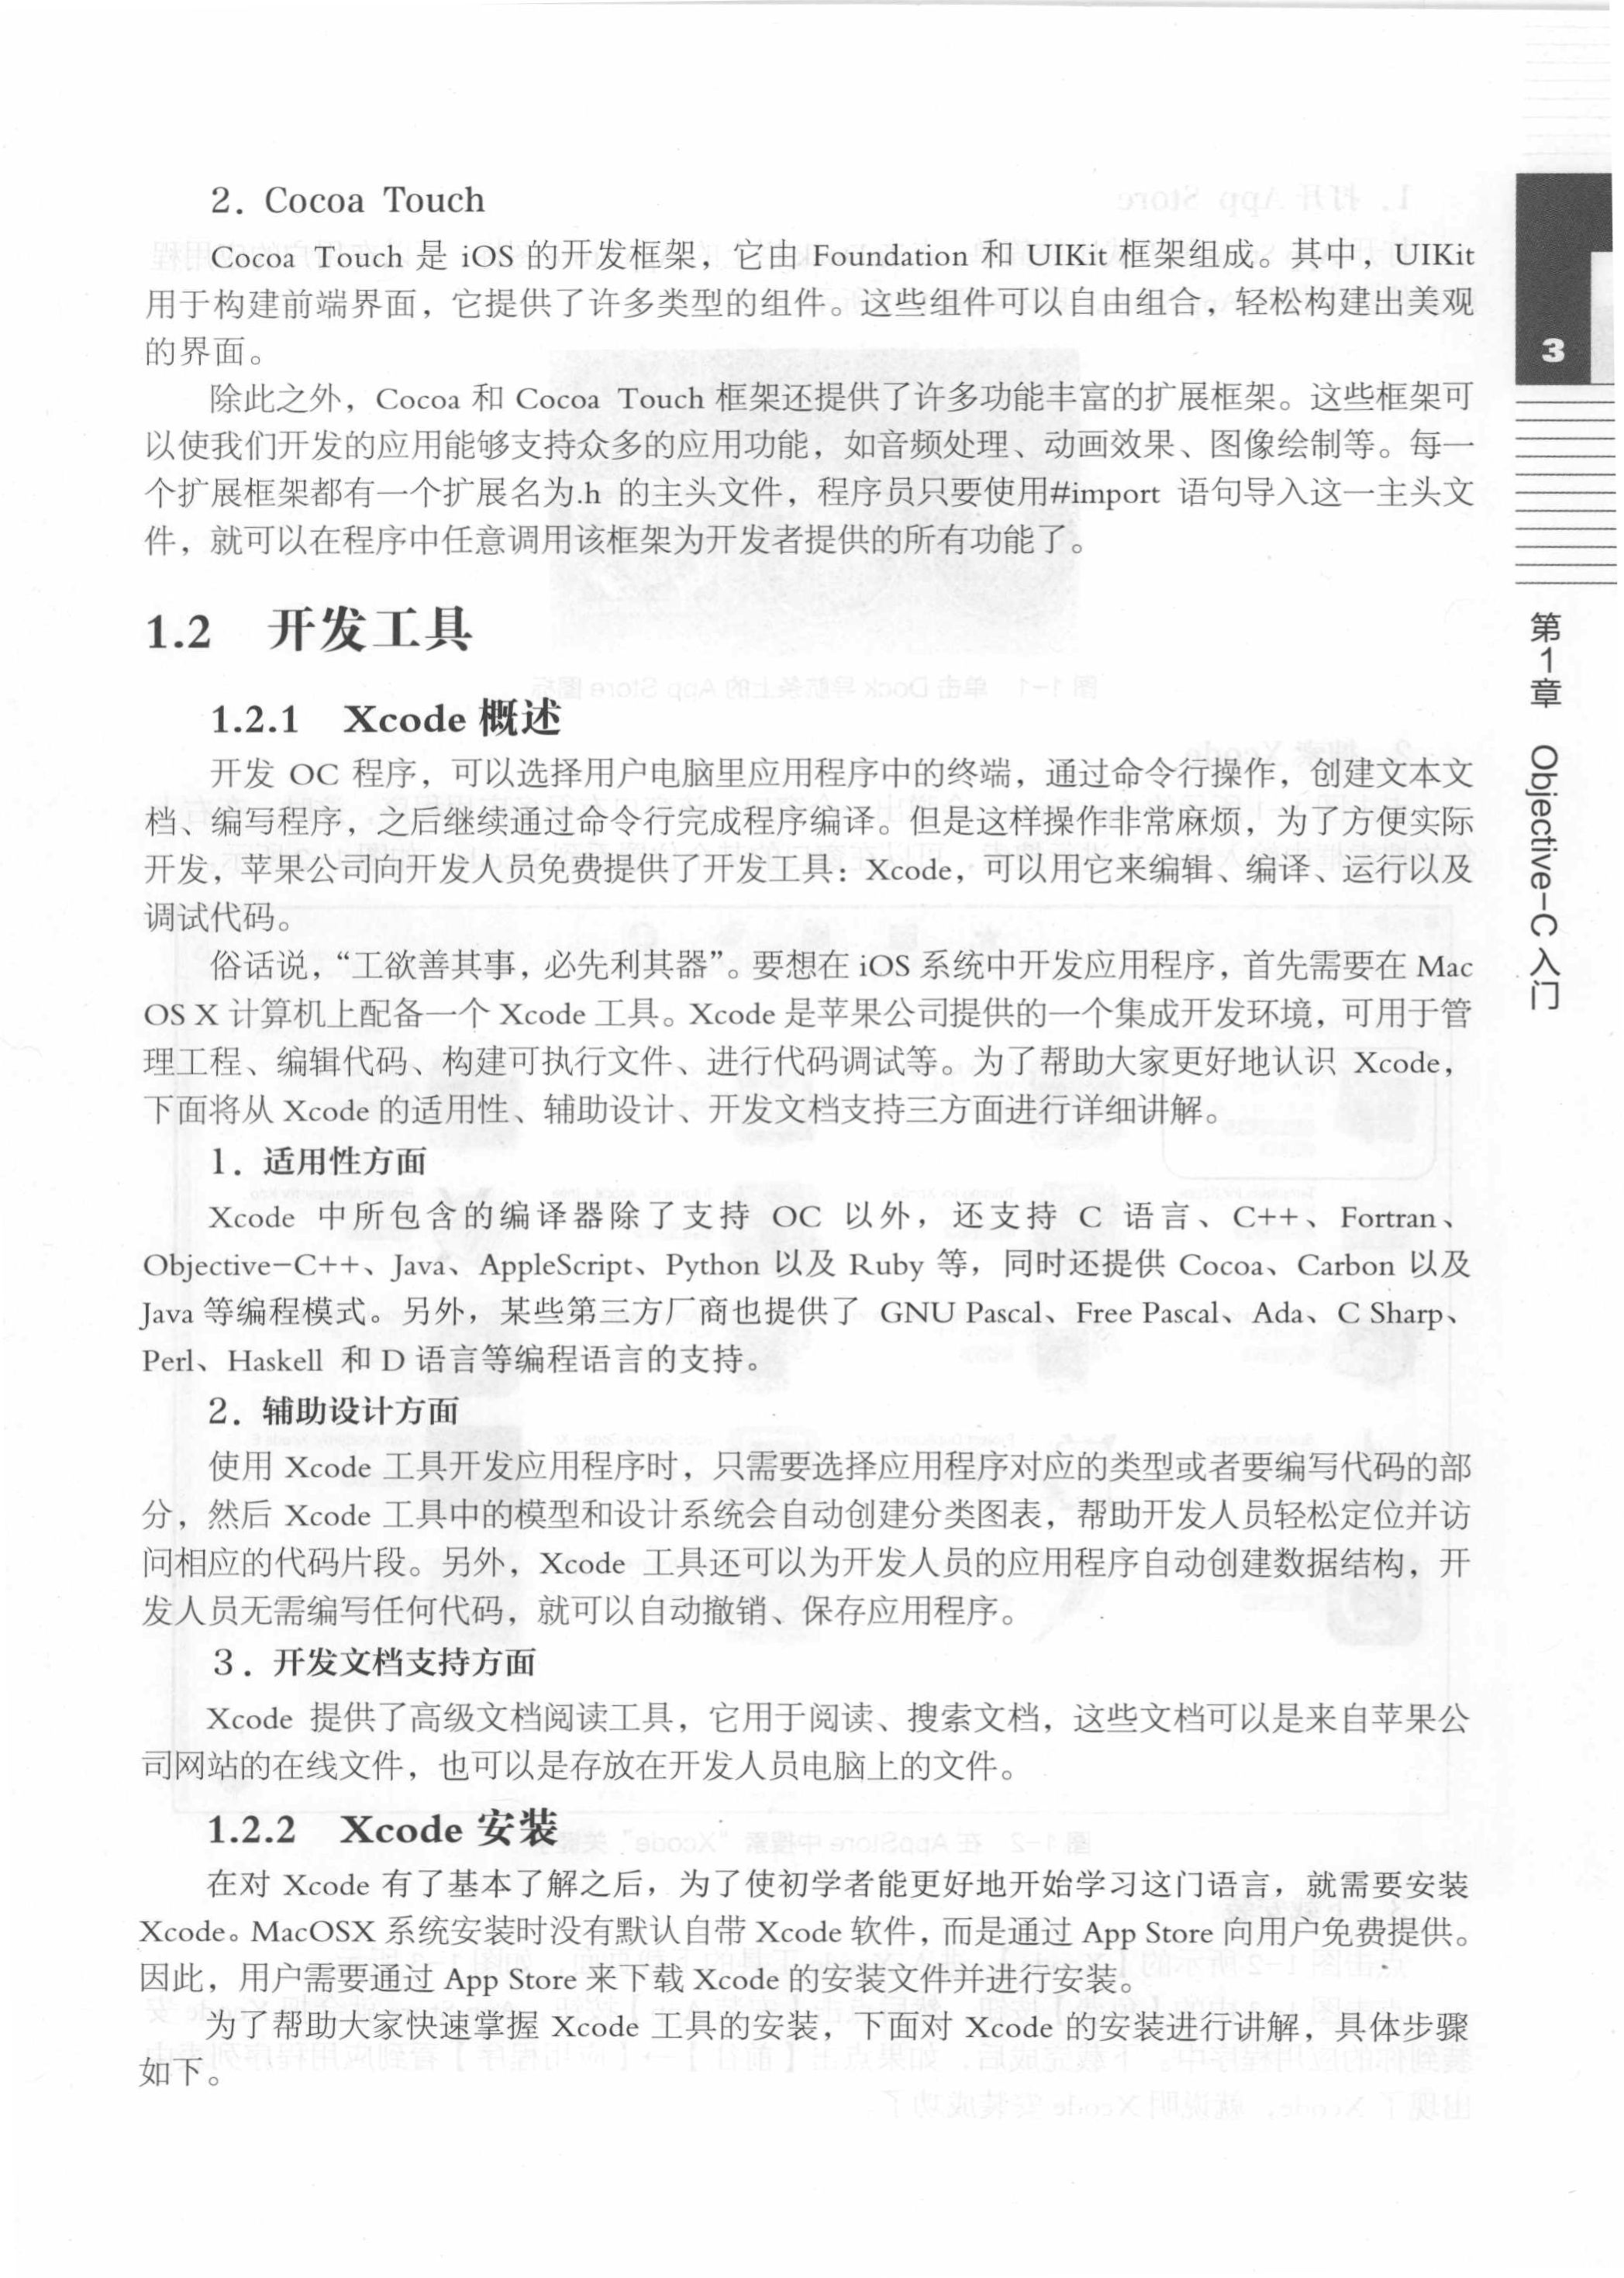 2. Cocoa Touch
Cocoa Touch 是 iOS 的开发框架，它由 Foundation 和 UIKit 框架组成。其中，UIKit
用于构建前端界面，它提供了许多类型的组件。这些组件可以自由组合，轻松构建出美观
的界面。
除此之外，Cocoa 和 Cocoa Touch 框架还提供了许多功能丰富的扩展框架。这些框架可
以使我们开发的应用能够支持众多的应用功能，如音频处理、动画效果、图像绘制等。每一
个扩展框架都有一个扩展名为.h 的主头文件，程序员只要使用#import 语句导入这一主头文
件，就可以在程序中任意调用该框架为开发者提供的所有功能了。
1.2 开发工具
1.2.1 Xcode 概述
开发 OC 程序，可以选择用户电脑里应用程序中的终端，通过命令行操作，创建文本文
档、编写程序，之后继续通过命令行完成程序编译。但是这样操作非常麻烦，为了方便实际
开发，苹果公司向开发人员免费提供了开发工具：Xcode，可以用它来编辑、编译、运行以及
调试代码。
俗话说，“工欲善其事，必先利其器”。要想在 iOS 系统中开发应用程序，首先需要在 Mac
OS X 计算机上配备一个 Xcode 工具。Xcode 是苹果公司提供的一个集成开发环境，可用于管
理工程、编辑代码、构建可执行文件、进行代码调试等。为了帮助大家更好地认识 Xcode，
下面将从 Xcode 的适用性、辅助设计、开发文档支持三方面进行详细讲解。
1. 适用性方面
Xcode 中所包含的编译器除了支持 OC 以外，还支持 C 语言、C++、Fortran、
Objective-C++、Java、AppleScript、Python 以及 Ruby 等，同时还提供 Cocoa、Carbon 以及
Java 等编程模式。另外，某些第三方厂商也提供了 GNU Pascal、Free Pascal、Ada、C Sharp、
Perl、Haskell 和 D 语言等编程语言的支持。
2. 辅助设计方面
使用 Xcode 工具开发应用程序时，只需要选择应用程序对应的类型或者要编写代码的部
分，然后 Xcode 工具中的模型和设计系统会自动创建分类图表，帮助开发人员轻松定位并访
问相应的代码片段。另外，Xcode 工具还可以为开发人员的应用程序自动创建数据结构，开
发人员无需编写任何代码，就可以自动撤销、保存应用程序。
3. 开发文档支持方面
Xcode 提供了高级文档阅读工具，它用于阅读、搜索文档，这些文档可以是来自苹果公
司网站的在线文件，也可以是存放在开发人员电脑上的文件。
1.2.2 Xcode 安装
在对 Xcode 有了基本了解之后，为了使初学者能更好地开始学习这门语言，就需要安装
Xcode。MacOSX 系统安装时没有默认自带 Xcode 软件，而是通过 App Store 向用户免费提供。
因此，用户需要通过 App Store 来下载 Xcode 的安装文件并进行安装。
为了帮助大家快速掌握 Xcode 工具的安装，下面对 Xcode 的安装进行讲解，具体步骤
如下。
3
第1章 Objective-C入门